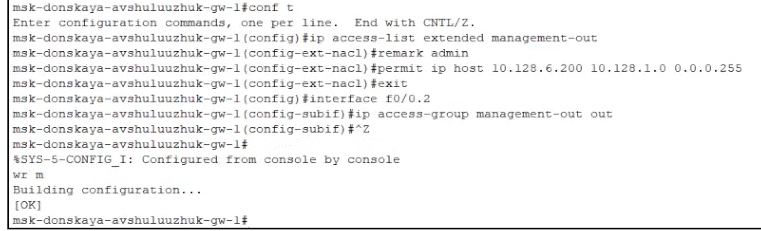 msk-donskaya-avshuluuzhuk-gw-1#conf t
Enter configuration commands, one per line.  End with CNTL/Z.
msk-donskaya-avshuluuzhuk-gw-1(config)#ip access-list extended management-out
msk-donskaya-avshuluuzhuk-gw-1(config-ext-nacl)#remark admin
msk-donskaya-avshuluuzhuk-gw-1(config-ext-nacl)#permit ip host 10.128.6.200 10.128.1.0 0.0.0.255
msk-donskaya-avshuluuzhuk-gw-1(config-ext-nacl)#exit
msk-donskaya-avshuluuzhuk-gw-1(config)#interface f0/0.2
msk-donskaya-avshuluuzhuk-gw-1(config-subif)#ip access-group management-out out
msk-donskaya-avshuluuzhuk-gw-1(config-subif)#^Z
msk-donskaya-avshuluuzhuk-gw-1#
%SYS-5-CONFIG_I: Configured from console by console
wr m
Building configuration...
[OK]
msk-donskaya-avshuluuzhuk-gw-1#